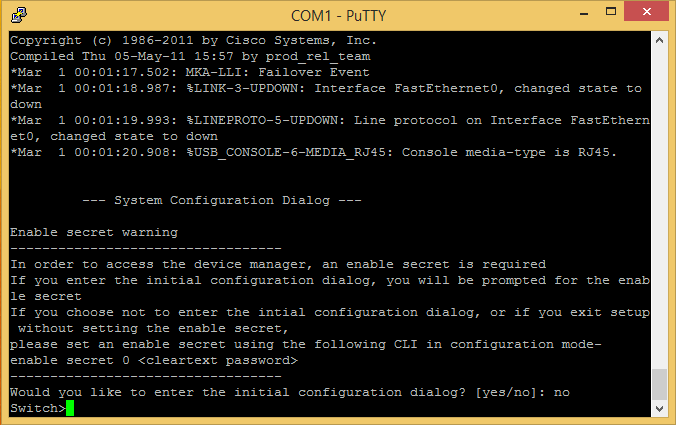 COM1 - PuTTY
Copyright (c) 1986-2011 by Cisco Systems, Inc.
Compiled Thu 05-May-11 15:57 by prod_rel_team
*Mar  1 00:01:17.502: MKA-LLI: Failover Event
*Mar  1 00:01:18.987: %LINK-3-UPDOWN: Interface FastEthernet0, changed state to
down
*Mar  1 00:01:19.993: %LINEPROTO-5-UPDOWN: Line protocol on Interface FastEthern
et0, changed state to down
*Mar  1 00:01:20.908: %USB_CONSOLE-6-MEDIA_RJ45: Console media-type is RJ45.
--- System Configuration Dialog ---
Enable secret warning
----------------------------------
In order to access the device manager, an enable secret is required
If you enter the initial configuration dialog, you will be prompted for the enab
le secret
If you choose not to enter the intial configuration dialog, or if you exit setup
 without setting the enable secret,
please set an enable secret using the following CLI in configuration mode-
enable secret 0 <cleartext password>
----------------------------------
Would you like to enter the initial configuration dialog? [yes/no]: no
Switch>